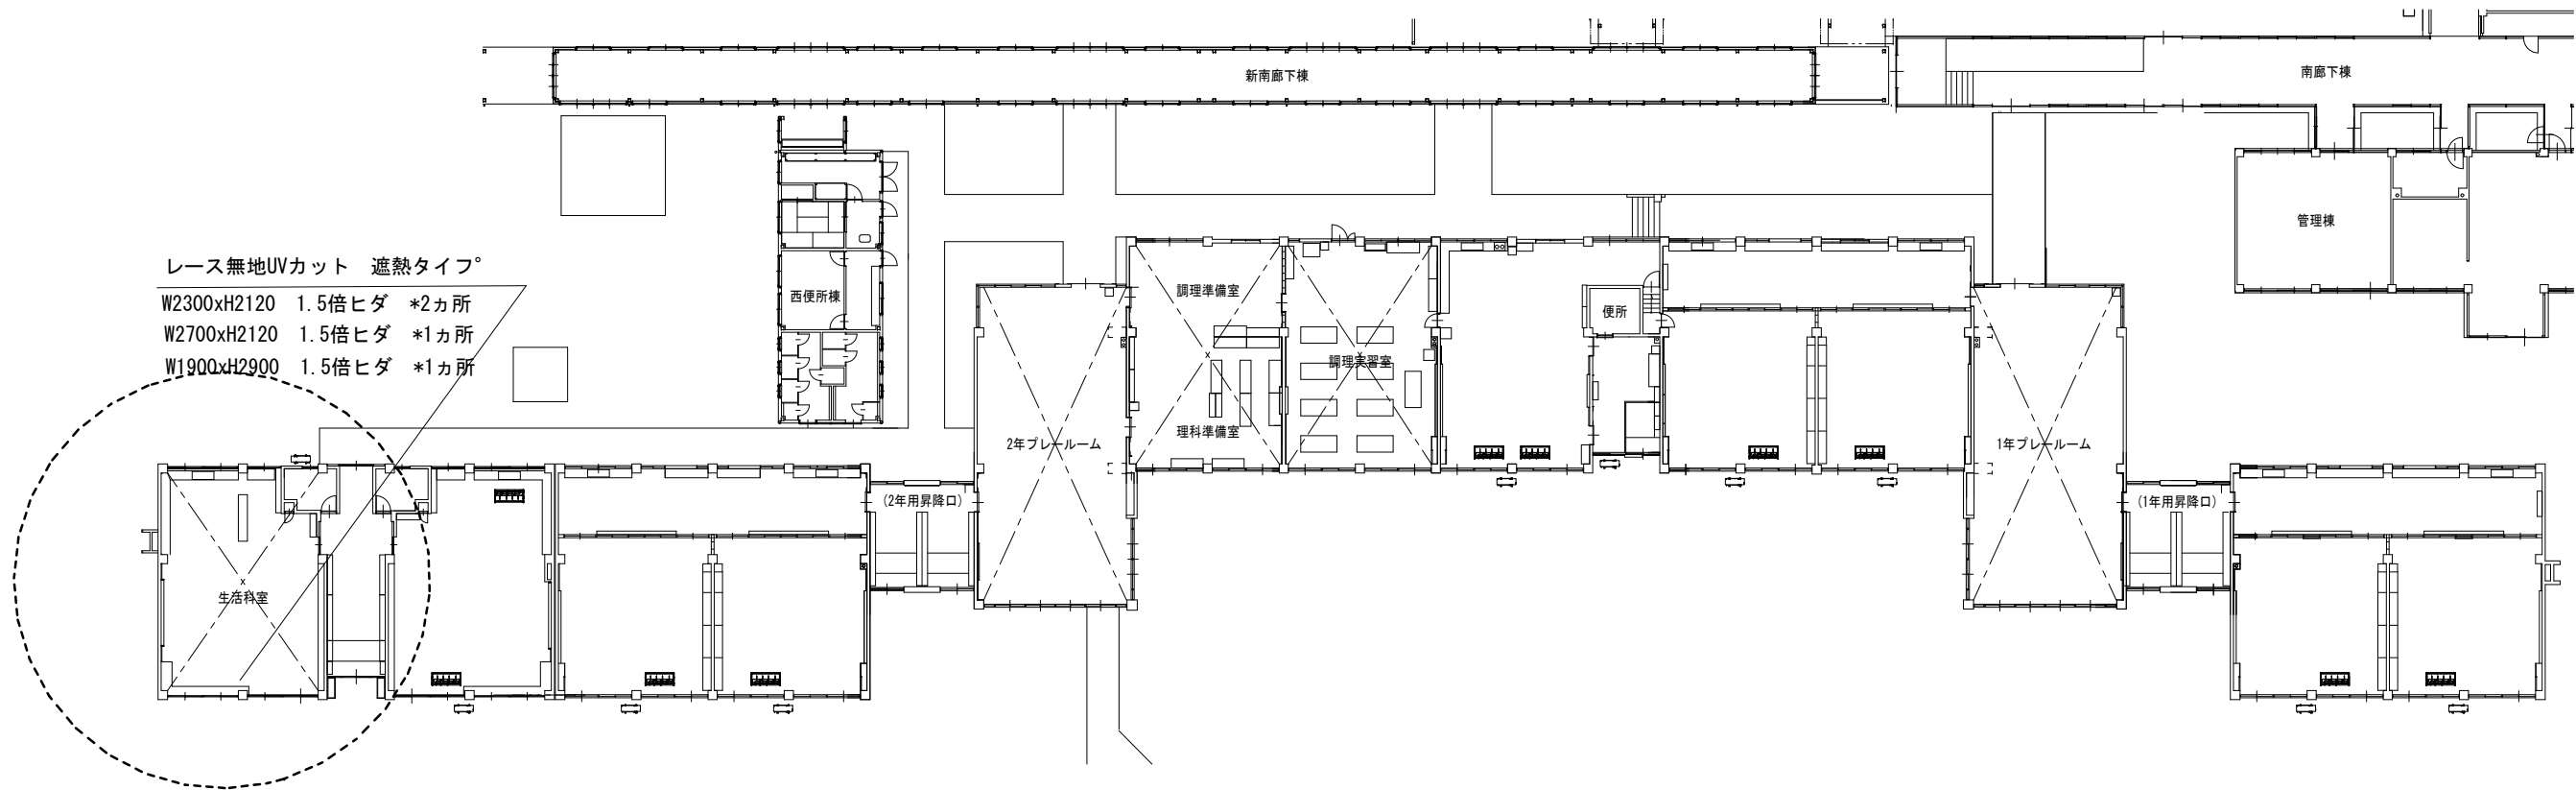 新南廊下棟
南廊下棟
管理棟
レース無地UVカット　遮熱タイプ
W2300xH2120　1.5倍ヒダ　*2ヵ所
W2700xH2120　1.5倍ヒダ　*1ヵ所
W1900xH2900　1.5倍ヒダ　*1ヵ所
西便所棟
調理準備室
便所
調理実習室
理科準備室
2年プレールーム
1年プレールーム
(2年用昇降口)
(1年用昇降口)
生活科室